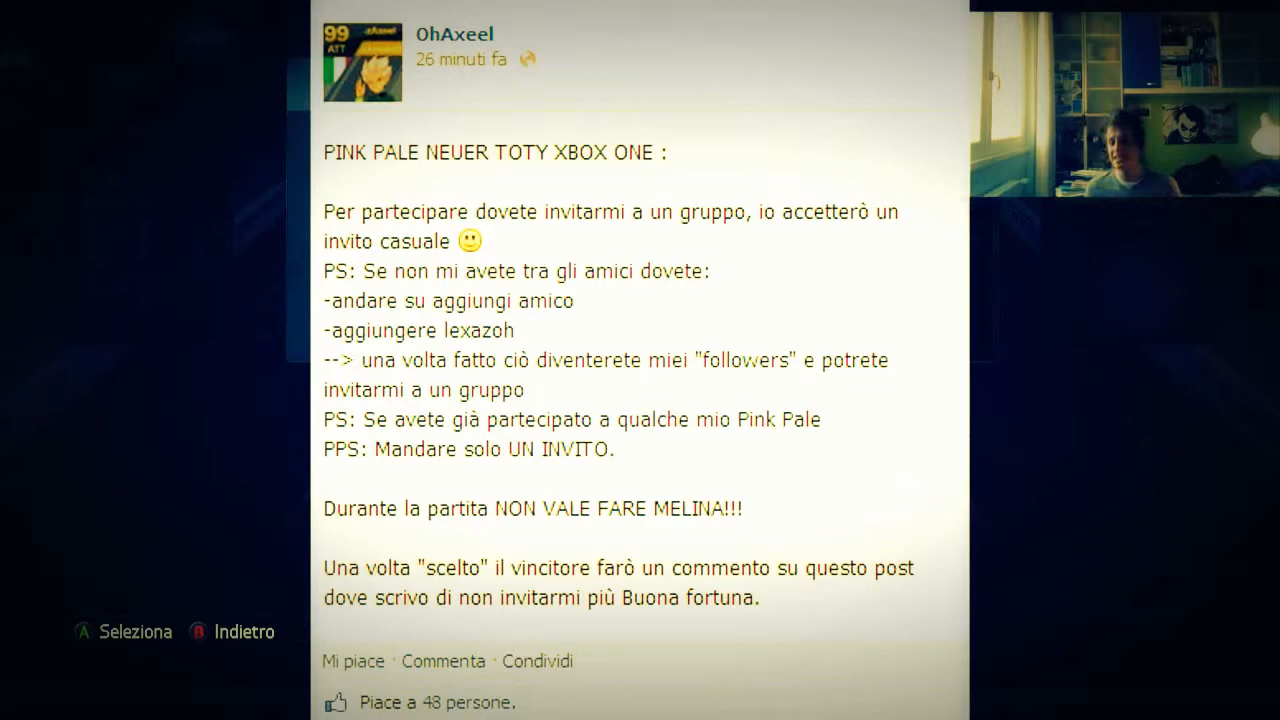 99
ATT
OhAxeel
26 minuti fa
PINK PALE NEUER TOTY XBOX ONE :
Per partecipare dovete invitarmi a un gruppo, io accetterò un
invito casuale
PS: Se non mi avete tra gli amici dovete:
-andare su aggiungi amico
-aggiungere lexazoh
--> una volta fatto ciò diventerete miei "followers" e potrete
invitarmi a un gruppo
PS: Se avete già partecipato a qualche mio Pink Pale
PPS: Mandare solo UN INVITO.
Durante la partita NON VALE FARE MELINA!!!
Una volta "scelto" il vincitore farò un commento su questo post
dove scrivo di non invitarmi più Buona fortuna.
A Seleziona B Indietro
Mi piace · Commenta · Condividi
Piace a 48 persone.